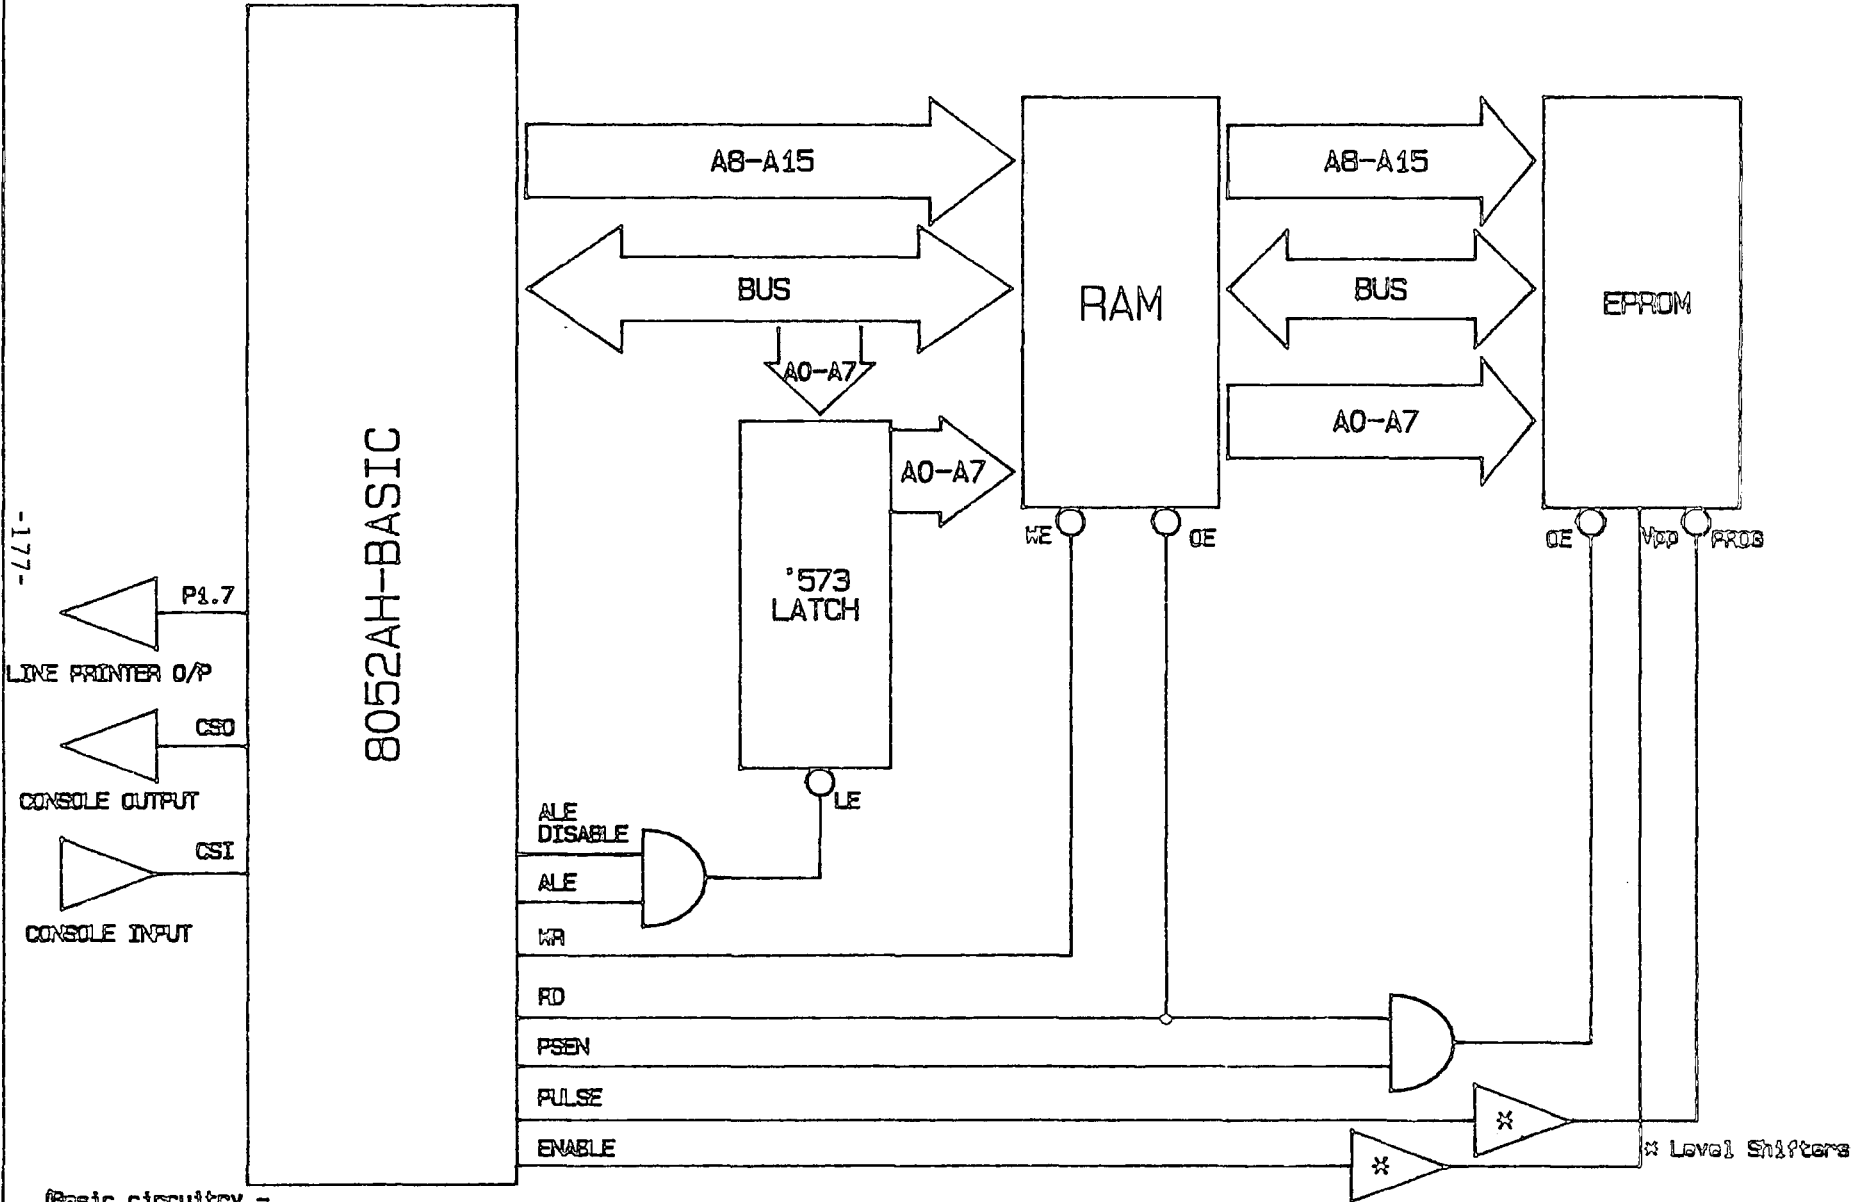 A8-A15
A8-A15
BUS
BUS
RAM
EPROM
A0-A7
A0-A7
A0-A7
8052AH-BASIC
-177-
WE
OE
OE
Vpp
PROG
'573
LATCH
P1.7
LINE PRINTER O/P
CSO
CONSOLE OUTPUT
LE
ALE
DISABLE
CSI
ALE
CONSOLE INPUT
WR
RD
PSEN
PULSE
*
ENABLE
*
* Level Shifters
Basic circuitry -